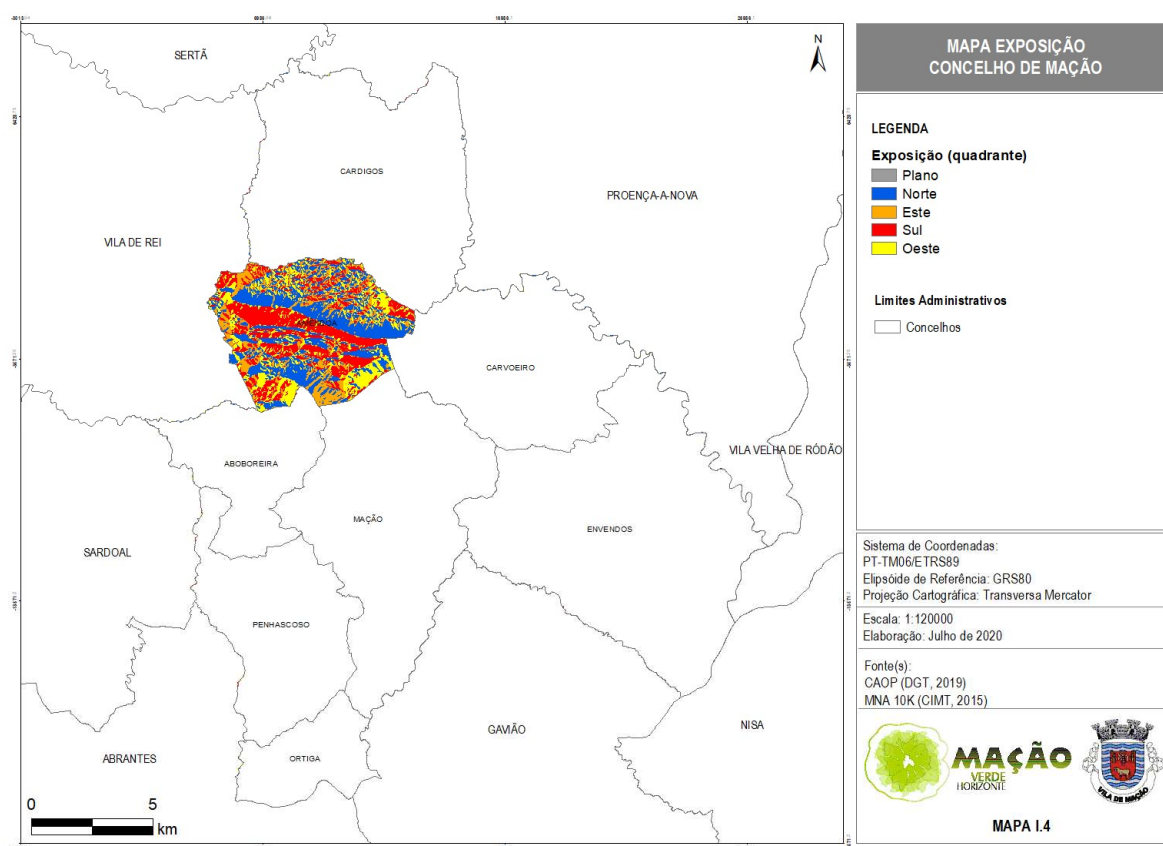 SERTÃ
N
CARDIGOS
PROENÇA-A-NOVA
VILA DE REI
CARVOEIRO
VILA VELHA DE RÓDÃO
ABOBOREIRA
MAÇÃO
ENVENDOS
SARDOAL
PENHASCOSO
GAVIÃO
NISA
ABRANTES
ORTIGA
0 5
km
MAPA EXPOSIÇÃO
CONCELHO DE MAÇÃO
LEGENDA
Exposição (quadrante)
Plano
Norte
Este
Sul
Oeste
Limites Administrativos
Concelhos
Sistema de Coordenadas:
PT-TM06/ETRS89
Elipsóide de Referência: GRS80
Projeção Cartográfica: Transversa Mercator
Escala: 1:120000
Elaboração: Julho de 2020
Fonte(s):
CAOP (DGT, 2019)
MNA 10K (CIMT, 2015)
MAÇÃO
VERDE
HORIZONTE
VILA DE MAÇÃO
MAPA I.4